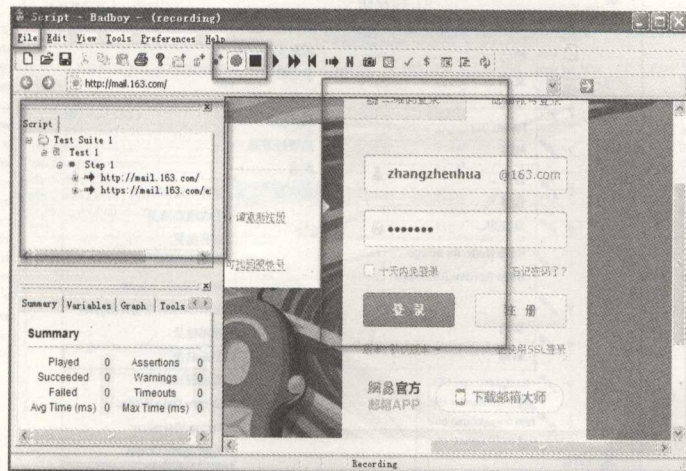 Script - Badboy - (recording)
File Edit View Tools Preferences Help
http://mail.163.com/
Script
Test Suite 1
Test 1
Step 1
http://mail.163.com/
https://mail.163.com/e
zhangzhenhua @163.com
•••••••
十天内免登录 忘记密码了?
登 录 注 册
使用SSL登录
網易官方
邮箱APP
下载邮箱大师
Summary Variables Graph Tools
Summary
Played 0 Assertions 0
Succeeded 0 Warnings 0
Failed 0 Timeouts 0
Avg Time (ms) 0 Max Time (ms) 0
Recording